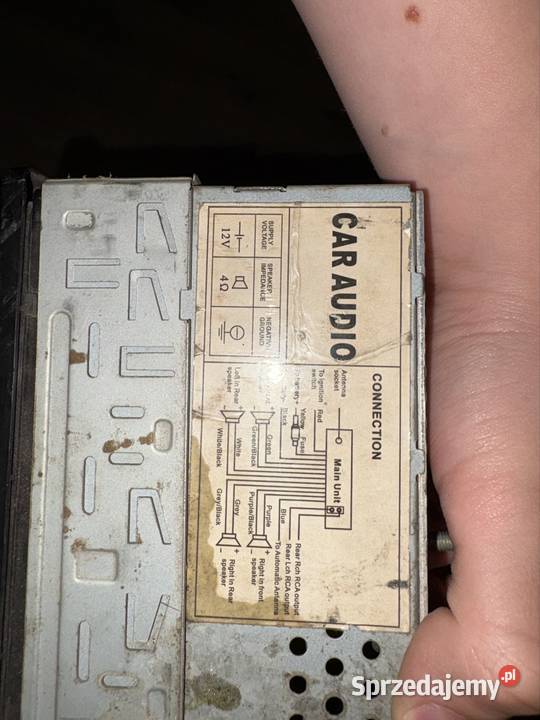 CAR AUDIO
SUPPLY
VOLTAGE
12V
SPEAKER
IMPEDANCE
4Ω
NEGATIVE
GROUND
CONNECTION
Antenna
socket
To Ignition
switch
Red
Yellow
Fuse
Black
Main Unit
Green
Green/Black
Left in Rear
speaker
White
White/Black
+
−
Rear Rch RCA output
Rear Lch RCA output
To Automatic Antenna
Blue
Purple
Purple/Black
Right in front
speaker
+
−
Grey
Grey/Black
Right in Rear
speaker
+
−
Sprzedajemy.pl